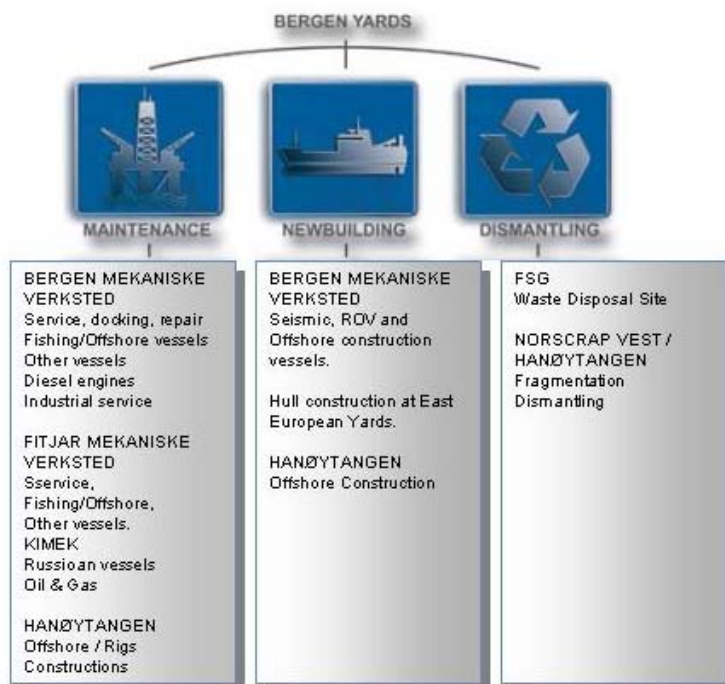 BERGEN YARDS
MAINTENANCE
NEWBUILDING
DISMANTLING
BERGEN MEKANISKE
VERKSTED
Service, docking, repair
Fishing/Offshore vessels
Other vessels
Diesel engines
Industrial service
FITJAR MEKANISKE
VERKSTED
Sservice,
Fishing/Offshore,
Other vessels.
KIMEK
Russioan vessels
Oil & Gas
HANØYTANGEN
Offshore / Rigs
Constructions
BERGEN MEKANISKE
VERKSTED
Seismic, ROV and
Offshore construction
vessels.
Hull construction at East
European Yards.
HANØYTANGEN
Offshore Construction
FSG
Waste Disposal Site
NORSCRAP VEST /
HANØYTANGEN
Fragmentation
Dismantling